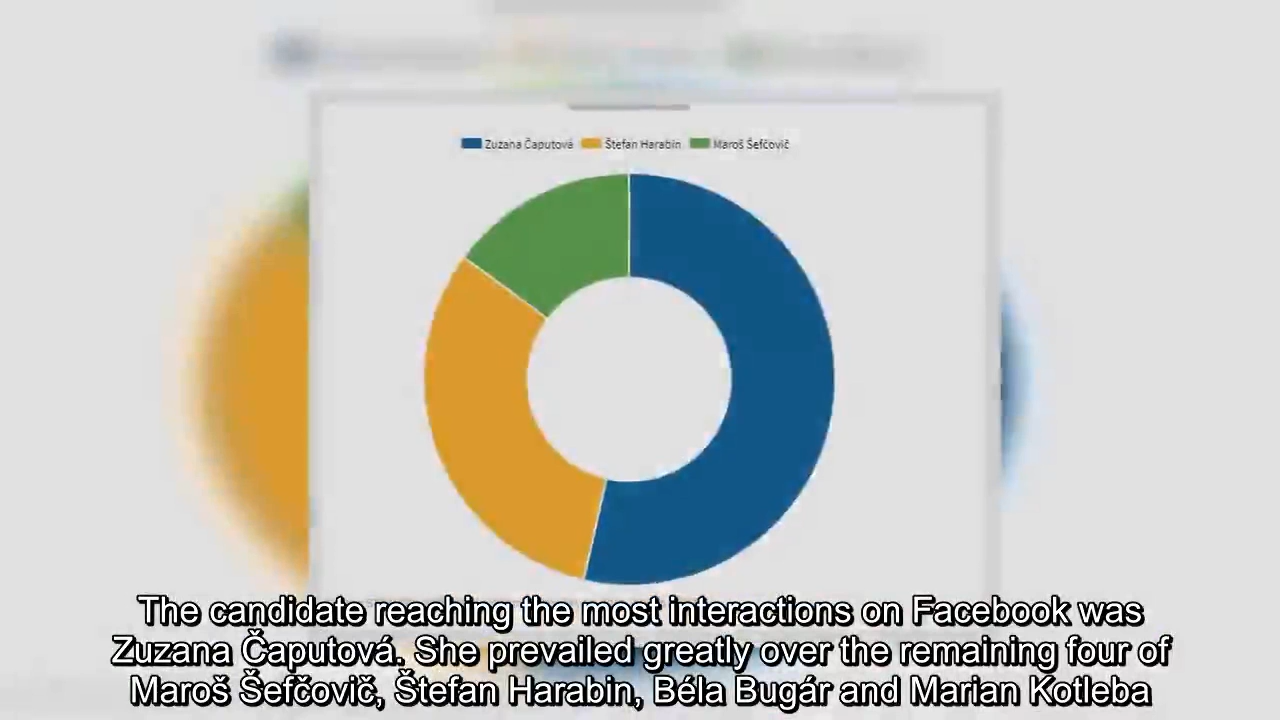 Zuzana Čaputová Štefan Harabin Maroš Šefčovič
The candidate reaching the most interactions on Facebook was
Zuzana Čaputová. She prevailed greatly over the remaining four of
Maroš Šefčovič, Štefan Harabin, Béla Bugár and Marian Kotleba